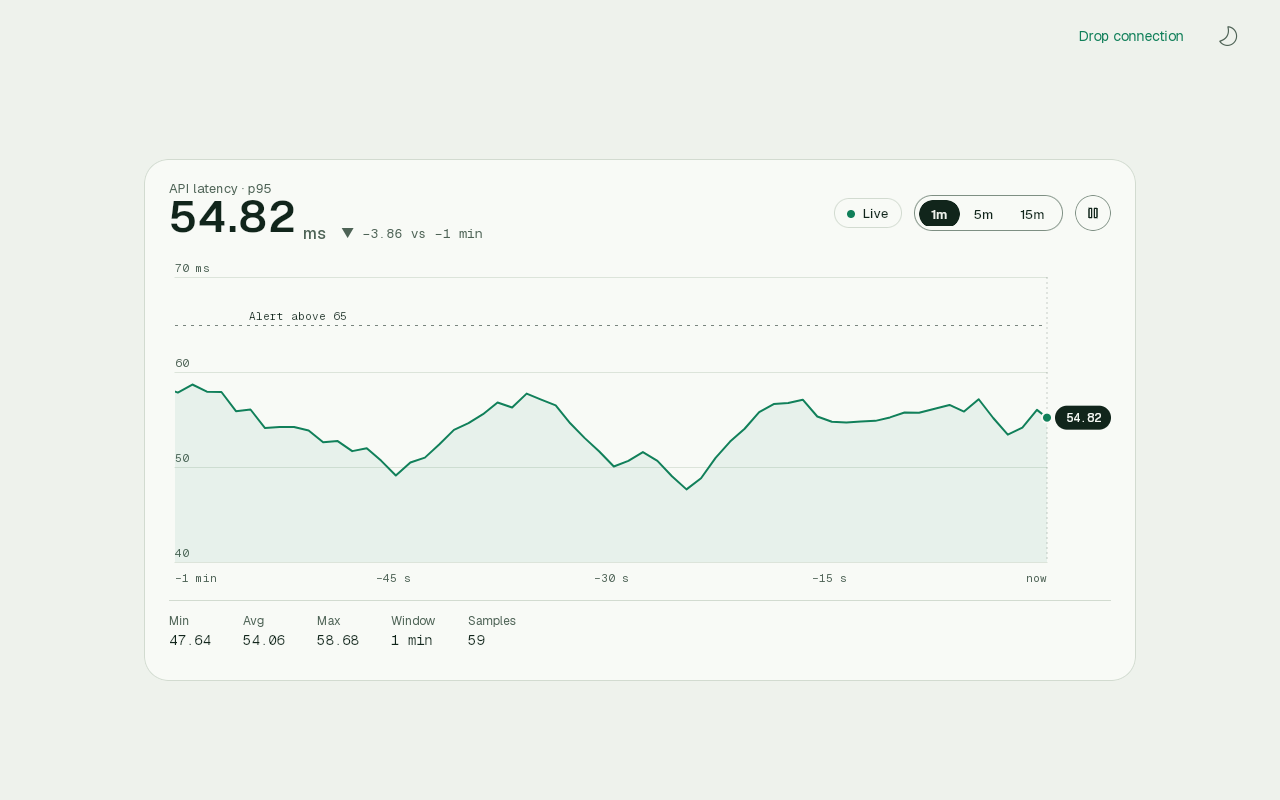 Drop connection
API latency · p95
54.82 ms −3.86 vs −1 min
Live
1m 5m 15m
70 ms
Alert above 65
60
54.82
50
40
−1 min −45 s −30 s −15 s now
Min Avg Max Window Samples
47.64 54.06 58.68 1 min 59